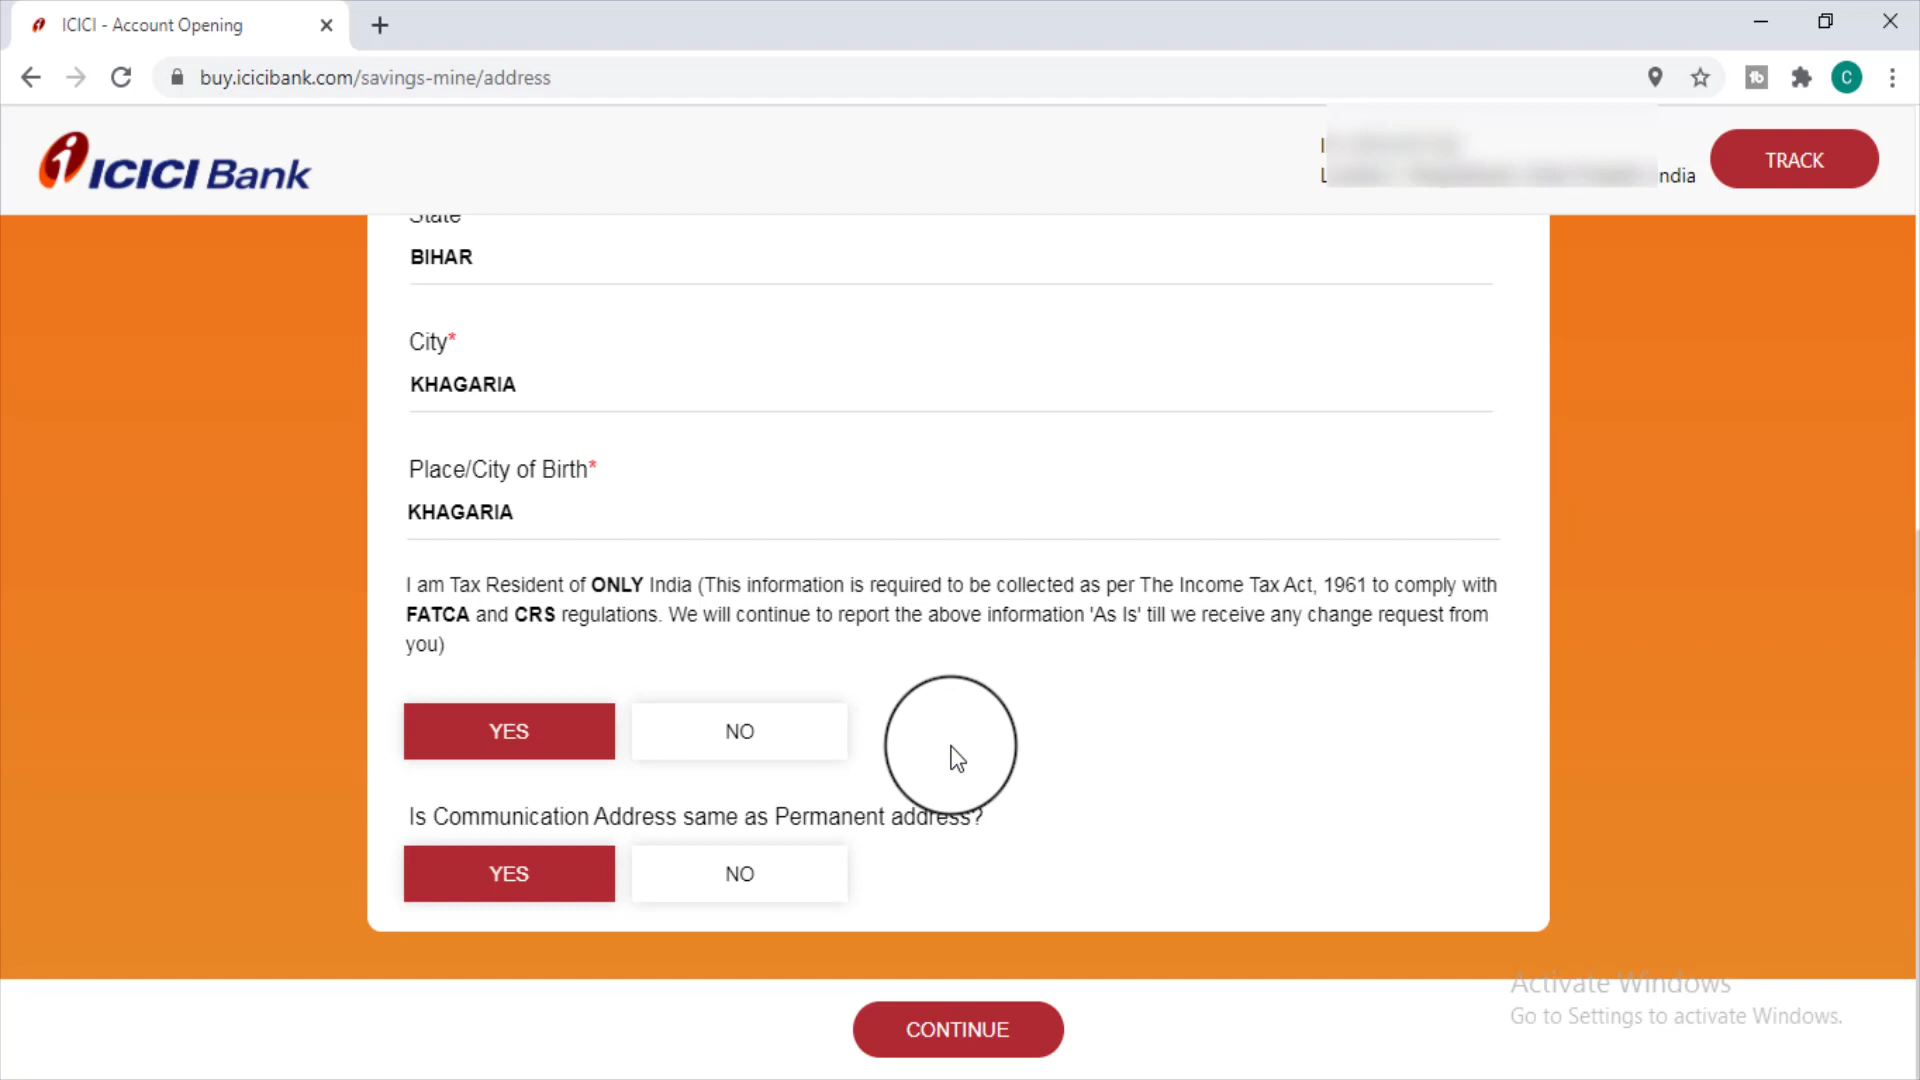 ICICI - Account Opening
buy.icicibank.com/savings-mine/address
C
ICICI Bank
India
TRACK
State
BIHAR
City*
KHAGARIA
Place/City of Birth*
KHAGARIA
I am Tax Resident of ONLY India (This information is required to be collected as per The Income Tax Act, 1961 to comply with
FATCA and CRS regulations. We will continue to report the above information 'As Is' till we receive any change request from
you)
YES NO
Is Communication Address same as Permanent address?
YES NO
Activate Windows
Go to Settings to activate Windows.
CONTINUE